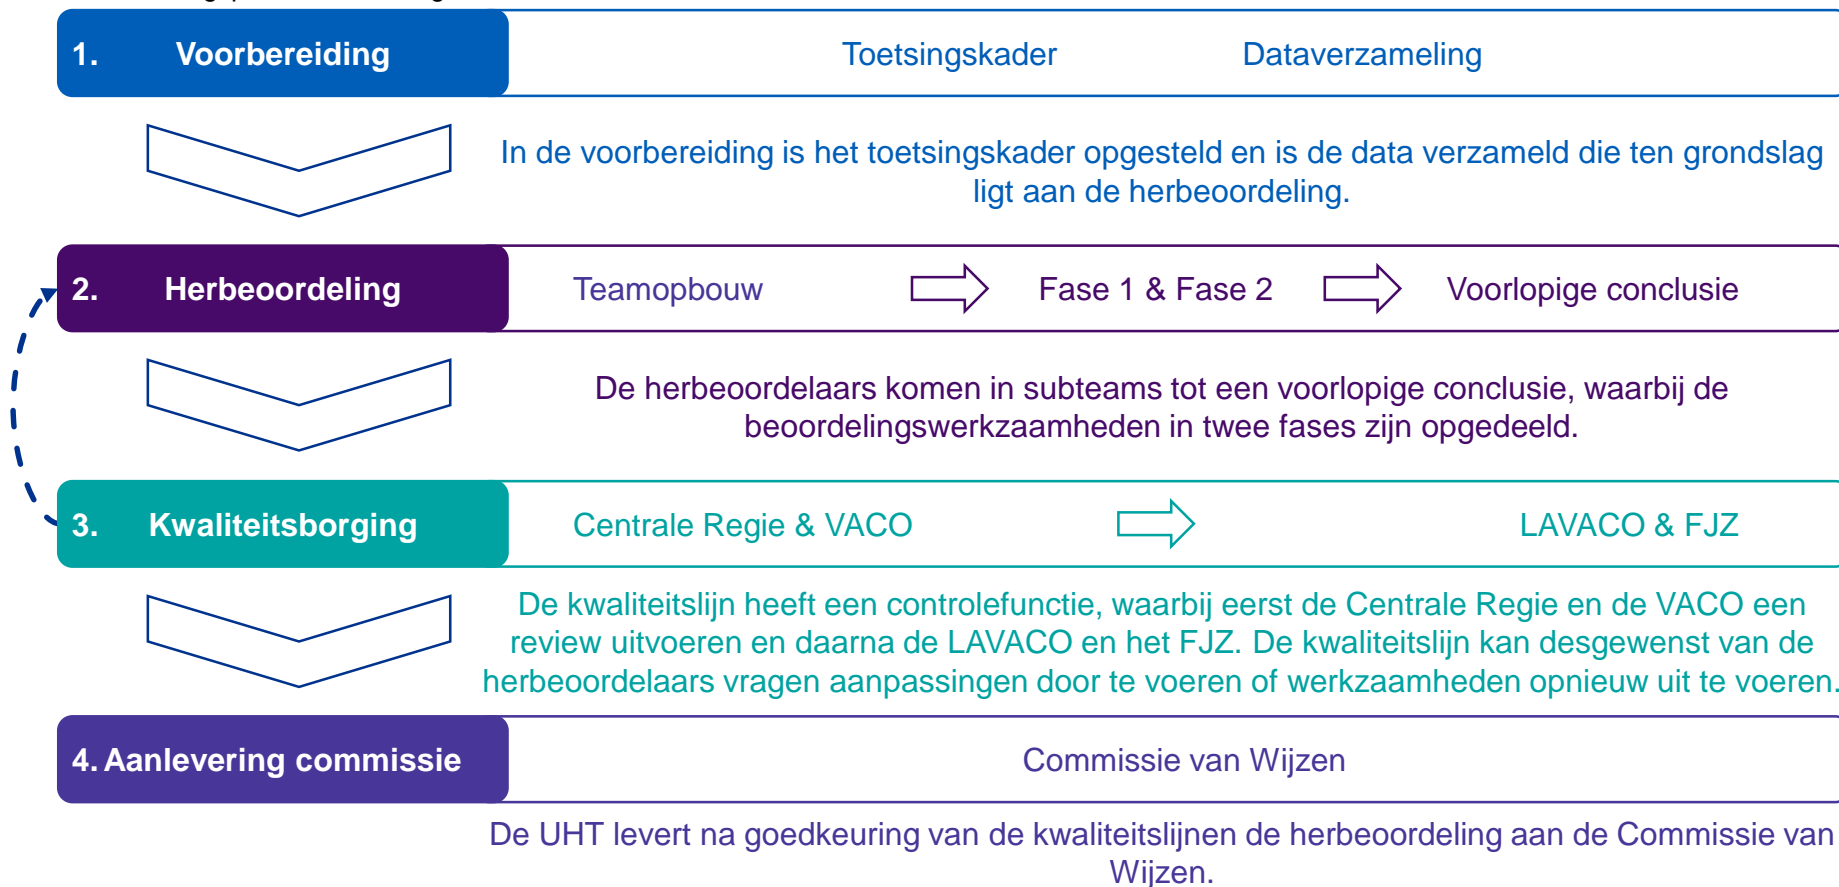 1. Voorbereiding Toetsingskader Dataverzameling
In de voorbereiding is het toetsingskader opgesteld en is de data verzameld die ten grondslag
ligt aan de herbeoordeling.
2. Herbeoordeling Teamopbouw Fase 1 & Fase 2 Voorlopige conclusie
De herbeoordelaars komen in subteams tot een voorlopige conclusie, waarbij de
beoordelingswerkzaamheden in twee fases zijn opgedeeld.
3. Kwaliteitsborging Centrale Regie & VACO LAVACO & FJZ
De kwaliteitslijn heeft een controlefunctie, waarbij eerst de Centrale Regie en de VACO een
review uitvoeren en daarna de LAVACO en het FJZ. De kwaliteitslijn kan desgewenst van de
herbeoordelaars vragen aanpassingen door te voeren of werkzaamheden opnieuw uit te voeren.
4. Aanlevering commissie Commissie van Wijzen
De UHT levert na goedkeuring van de kwaliteitslijnen de herbeoordeling aan de Commissie van
Wijzen.